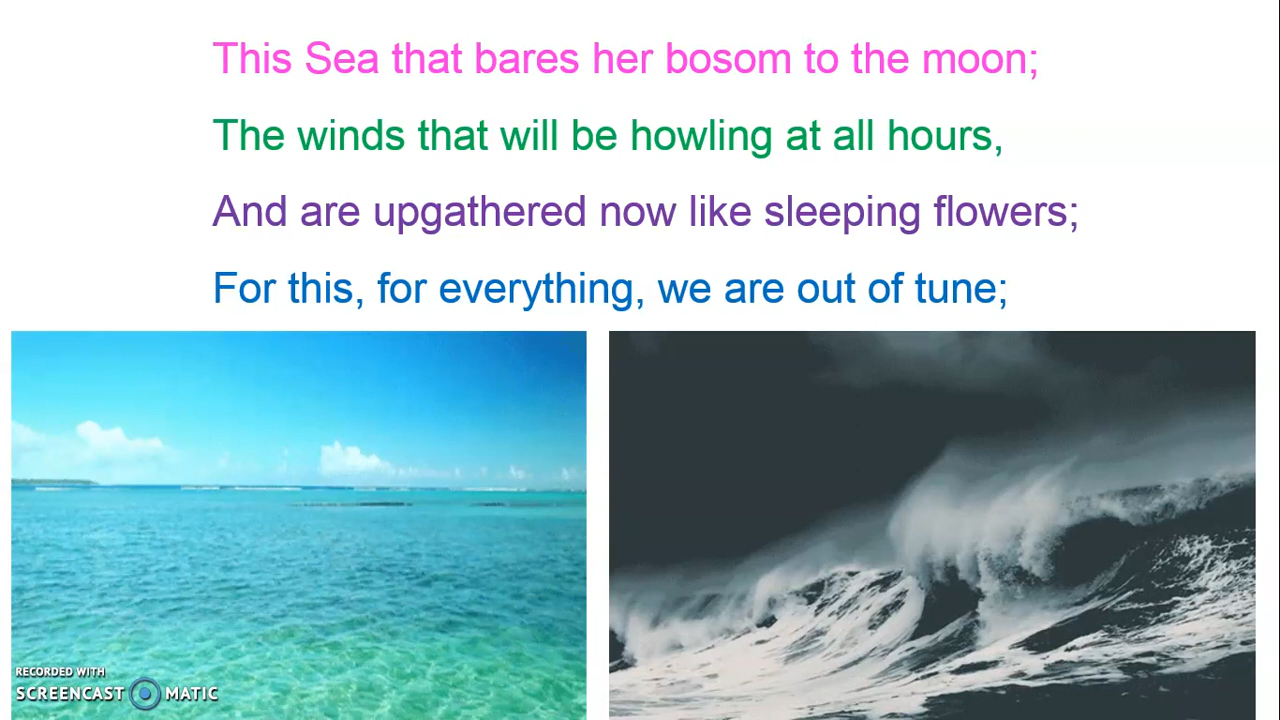 This Sea that bares her bosom to the moon;
The winds that will be howling at all hours,
And are upgathered now like sleeping flowers;
For this, for everything, we are out of tune;
RECORDED WITH
SCREENCAST MATIC